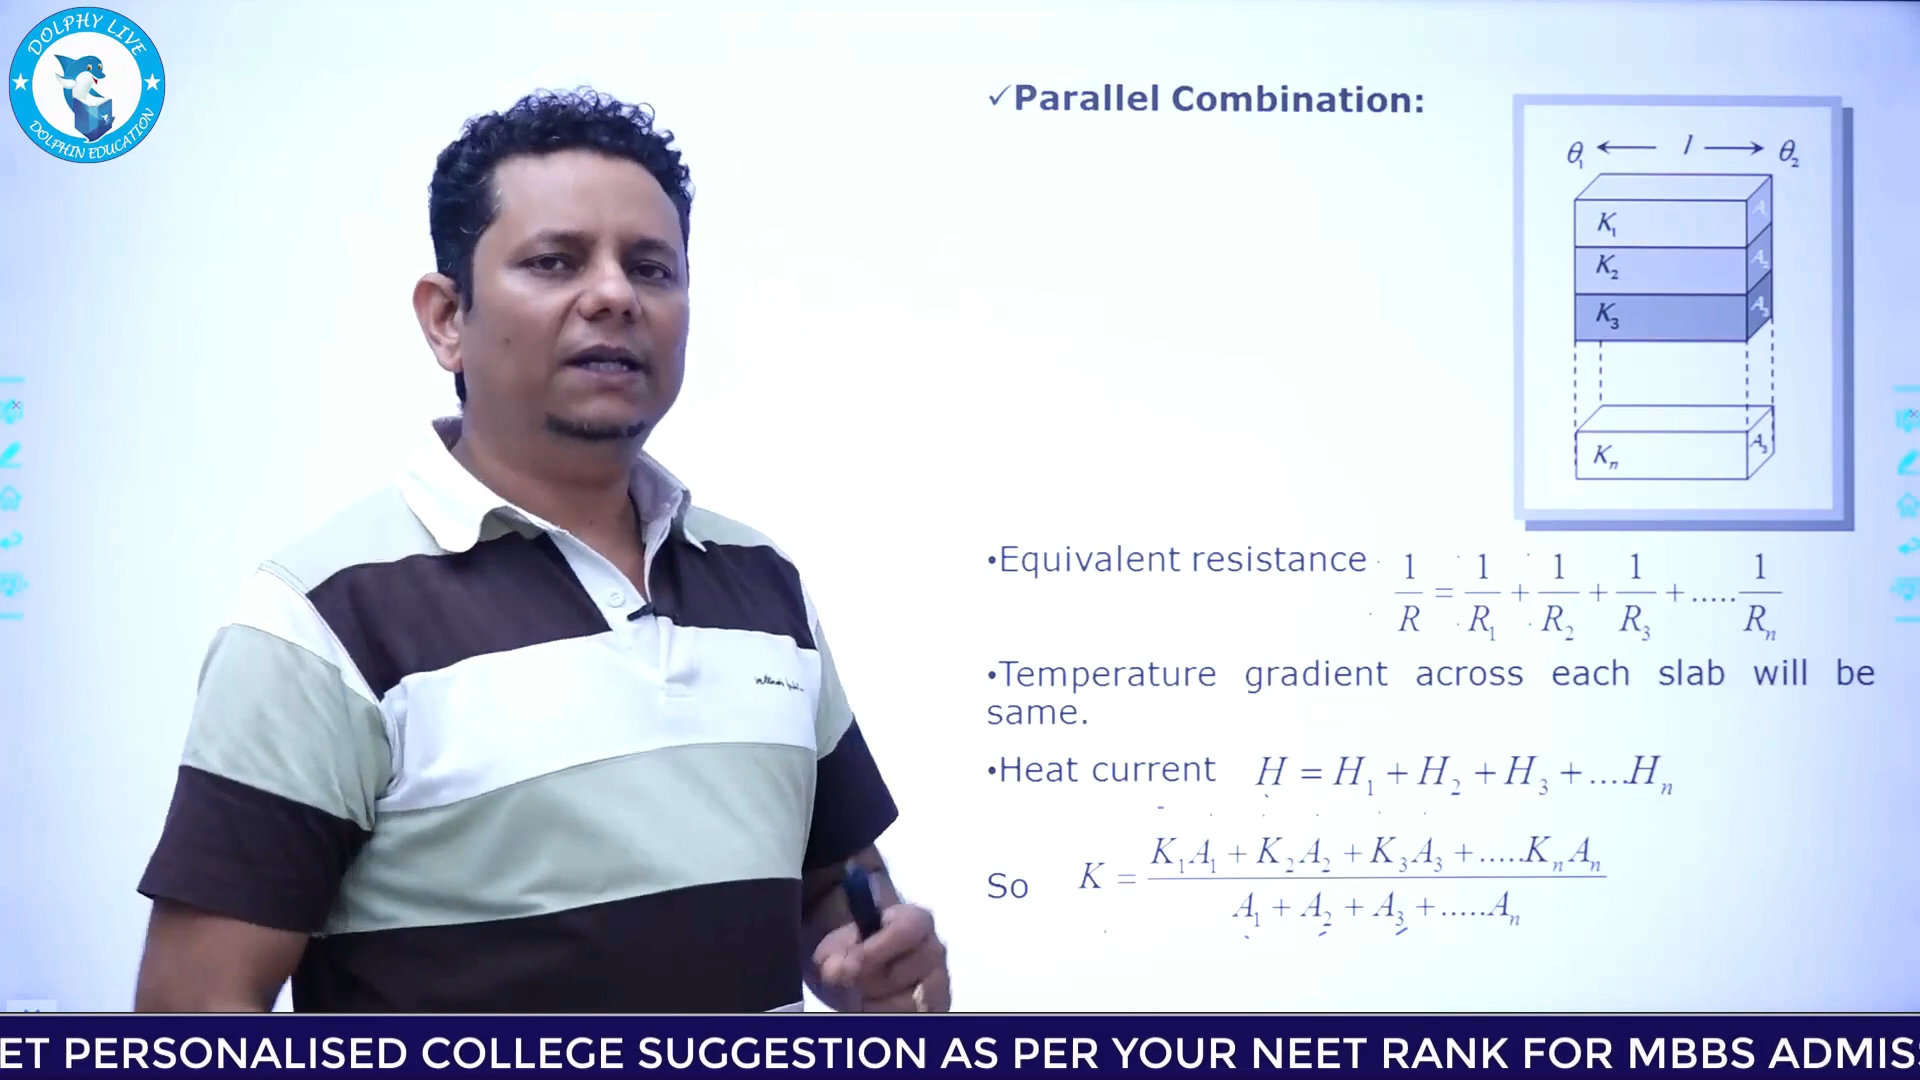 DOLPHY LIVE
DOLPHIN EDUCATION
✓Parallel Combination:
θ₁ ← l → θ₂
K₁ A
K₂ A₂
K₃ A₃
Kₙ A₃
•Equivalent resistance 1/R = 1/R₁ + 1/R₂ + 1/R₃ + .....1/Rₙ
•Temperature gradient across each slab will be
same.
•Heat current H = H₁ + H₂ + H₃ + ....Hₙ
So K = (K₁A₁ + K₂A₂ + K₃A₃ + .....KₙAₙ) / (A₁ + A₂ + A₃ + .....Aₙ)
ET PERSONALISED COLLEGE SUGGESTION AS PER YOUR NEET RANK FOR MBBS ADMIS